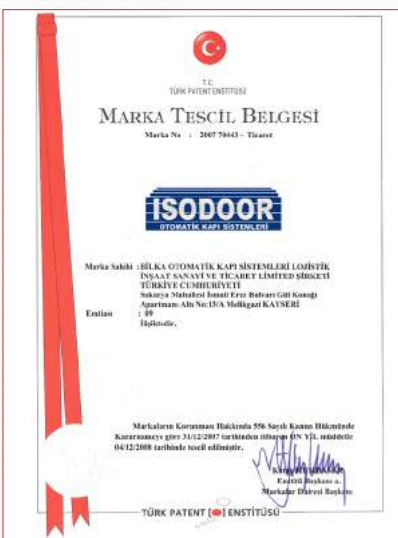 T.C.
TÜRK PATENT ENSTİTÜSÜ
MARKA TESCİL BELGESİ
Marka No : 2007 70443 - Ticaret
ISODOOR
OTOMATİK KAPI SİSTEMLERİ
Marka Sahibi : BİLKA OTOMATİK KAPI SİSTEMLERİ LOJİSTİK
İNŞAAT SANAYİ VE TİCARET LİMİTED ŞİRKETİ
TÜRKİYE CUMHURİYETİ
Sakarya Mahallesi İsmail Erez Bulvarı Gül Konağı
Apartmanı Altı No:13/A Melikgazi KAYSERİ
Emtiası : 09
İlişiktedir.
Markaların Korunması Hakkında 556 Sayılı Kanun Hükmünde
Kararnameye göre 31/12/2007 tarihinden itibaren ON YIL müddetle
04/12/2008 tarihinde tescil edilmiştir.
Enstitü Başkanı a.
Markalar Dairesi Başkanı
TÜRK PATENT ENSTİTÜSÜ